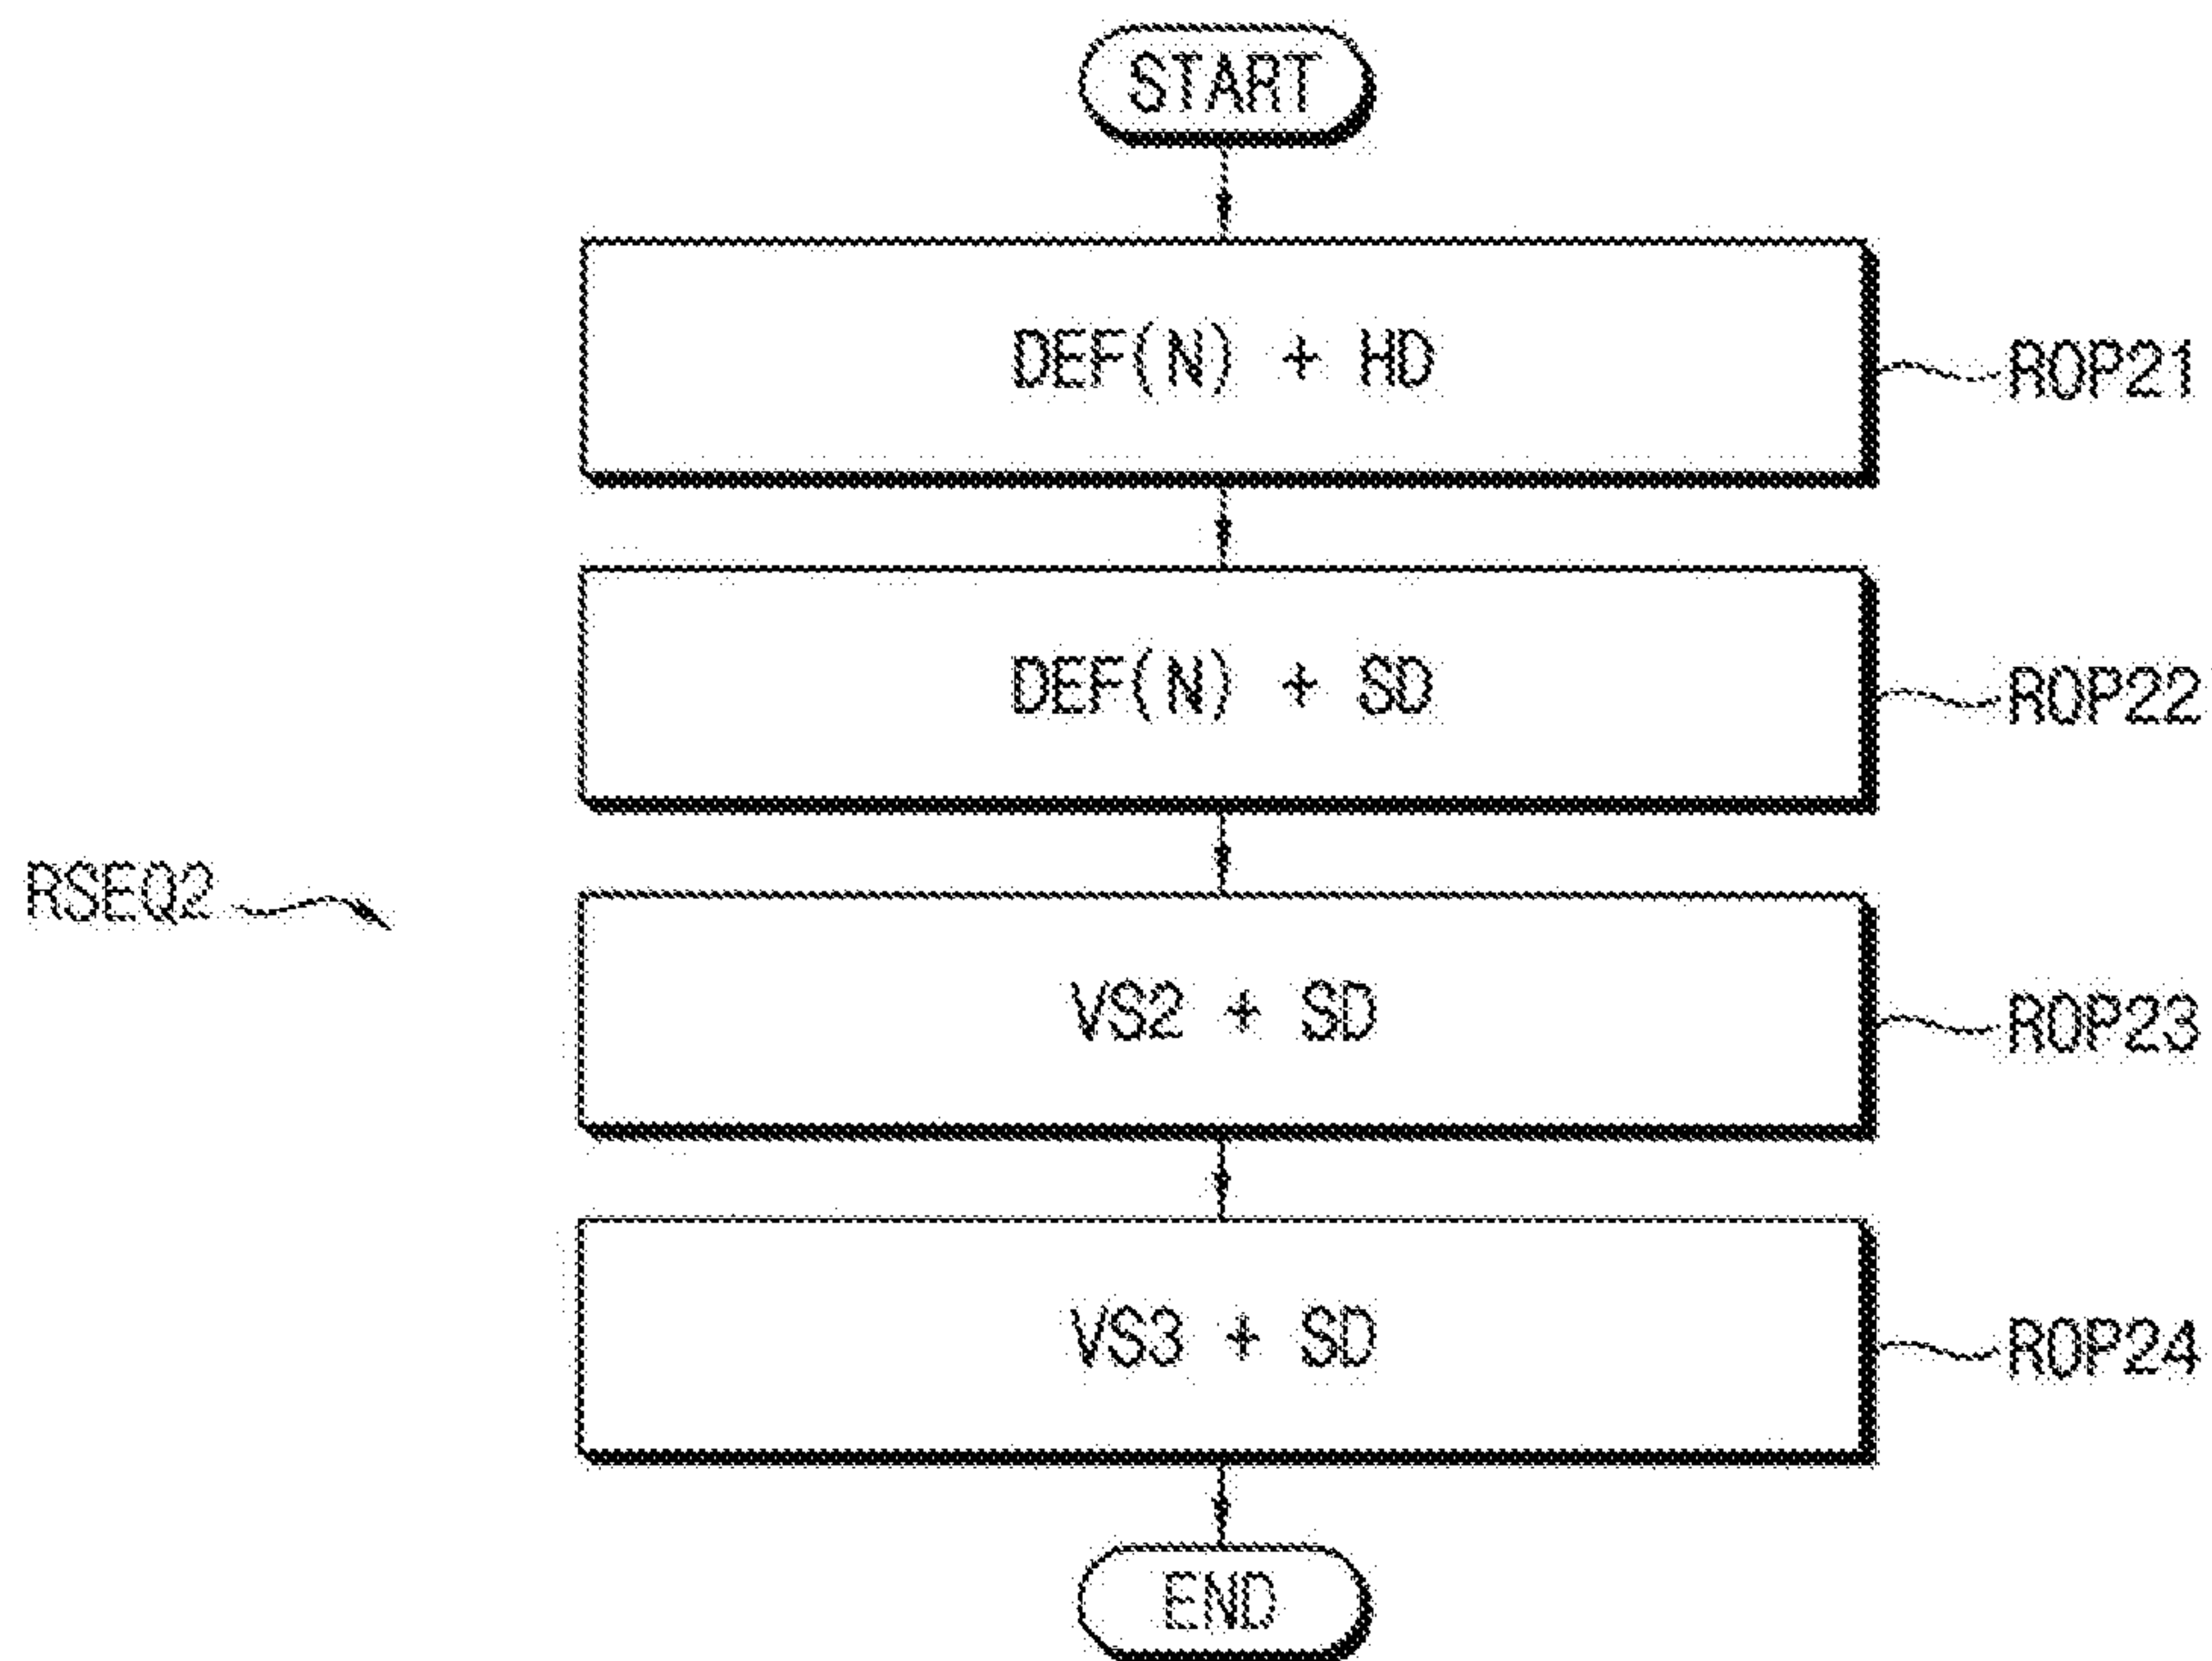 START
DEF(N) + HD
ROP21
DEF(N) + SD
ROP22
RSEQ2
VS2 + SD
ROP23
VS3 + SD
ROP24
END